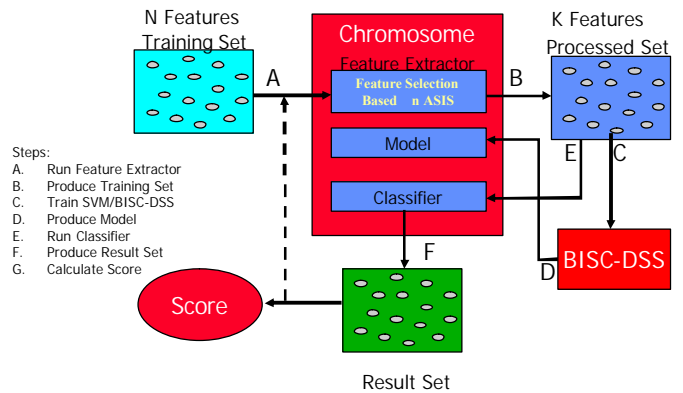 N Features
Training Set
Chromosome
Feature Extractor
Feature Selection
Based n ASIS
Model
Classifier
K Features
Processed Set
A
B
E
C
D
F
BISC-DSS
Steps:
A. Run Feature Extractor
B. Produce Training Set
C. Train SVM/BISC-DSS
D. Produce Model
E. Run Classifier
F. Produce Result Set
G. Calculate Score
Score
Result Set